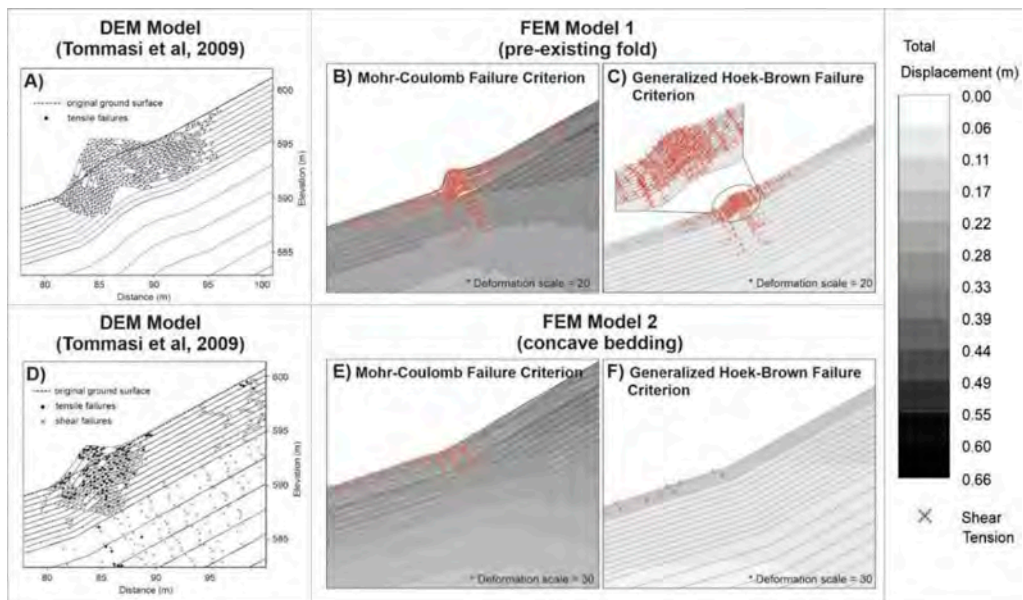 DEM Model
(Tommasi et al, 2009)
FEM Model 1
(pre-existing fold)
A)
original ground surface
tensile failures
600
595
590
585
Elevation (m)
80
85
90
95
100
Distance (m)
B) Mohr-Coulomb Failure Criterion
* Deformation scale = 20
C) Generalized Hoek-Brown Failure
Criterion
* Deformation scale = 20
DEM Model
(Tommasi et al, 2009)
FEM Model 2
(concave bedding)
D)
original ground surface
tensile failures
shear failures
600
595
590
585
Elevation (m)
80
85
90
95
100
Distance (m)
E) Mohr-Coulomb Failure Criterion
* Deformation scale = 30
F) Generalized Hoek-Brown Failure
Criterion
* Deformation scale = 30
Total
Displacement (m)
0.00
0.06
0.11
0.17
0.22
0.28
0.33
0.39
0.44
0.49
0.55
0.60
0.66
Shear
Tension